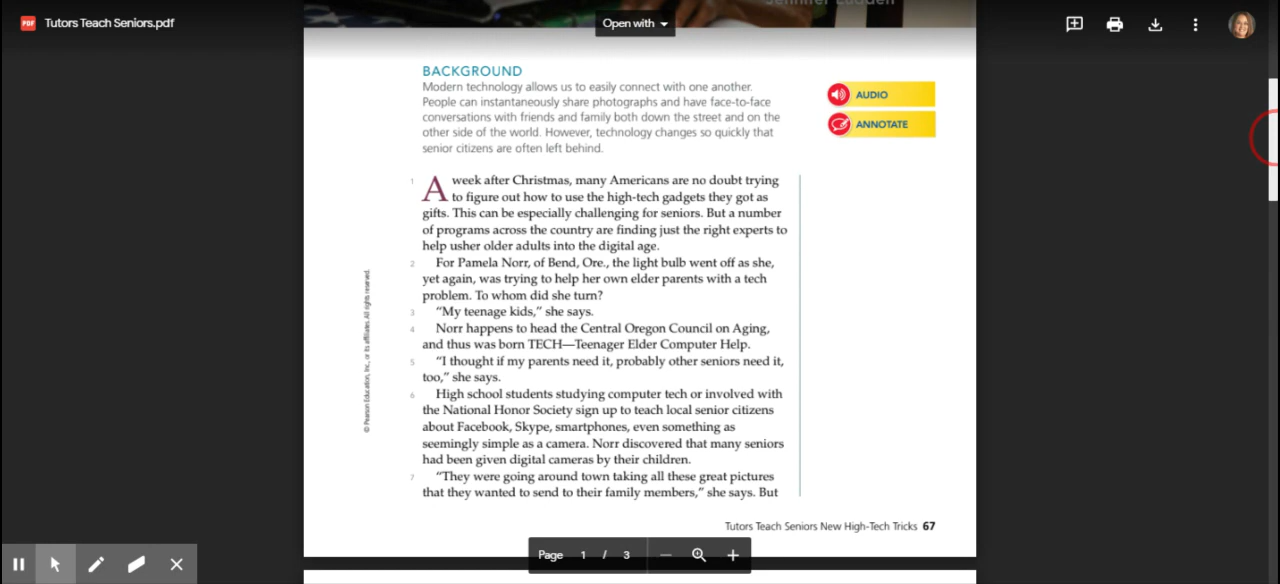 PDF Tutors Teach Seniors.pdf
Open with
BACKGROUND
Modern technology allows us to easily connect with one another.
People can instantaneously share photographs and have face-to-face
conversations with friends and family both down the street and on the
other side of the world. However, technology changes so quickly that
senior citizens are often left behind.
AUDIO
ANNOTATE
1 A week after Christmas, many Americans are no doubt trying
to figure out how to use the high-tech gadgets they got as
gifts. This can be especially challenging for seniors. But a number
of programs across the country are finding just the right experts to
help usher older adults into the digital age.
2 For Pamela Norr, of Bend, Ore., the light bulb went off as she,
yet again, was trying to help her own elder parents with a tech
problem. To whom did she turn?
3 “My teenage kids,” she says.
4 Norr happens to head the Central Oregon Council on Aging,
and thus was born TECH—Teenager Elder Computer Help.
5 “I thought if my parents need it, probably other seniors need it,
too,” she says.
6 High school students studying computer tech or involved with
the National Honor Society sign up to teach local senior citizens
about Facebook, Skype, smartphones, even something as
seemingly simple as a camera. Norr discovered that many seniors
had been given digital cameras by their children.
7 “They were going around town taking all these great pictures
that they wanted to send to their family members,” she says. But
© Pearson Education, Inc., or its affiliates. All rights reserved.
Tutors Teach Seniors New High-Tech Tricks 67
Page 1 / 3